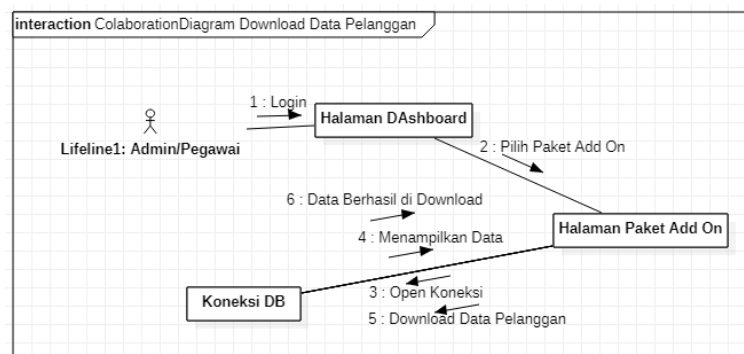 interaction ColaborationDiagram Download Data Pelanggan
1 : Login
Halaman DAshboard
Lifeline1: Admin/Pegawai
2 : Pilih Paket Add On
6 : Data Berhasil di Download
Halaman Paket Add On
4 : Menampilkan Data
Koneksi DB
3 : Open Koneksi
5 : Download Data Pelanggan